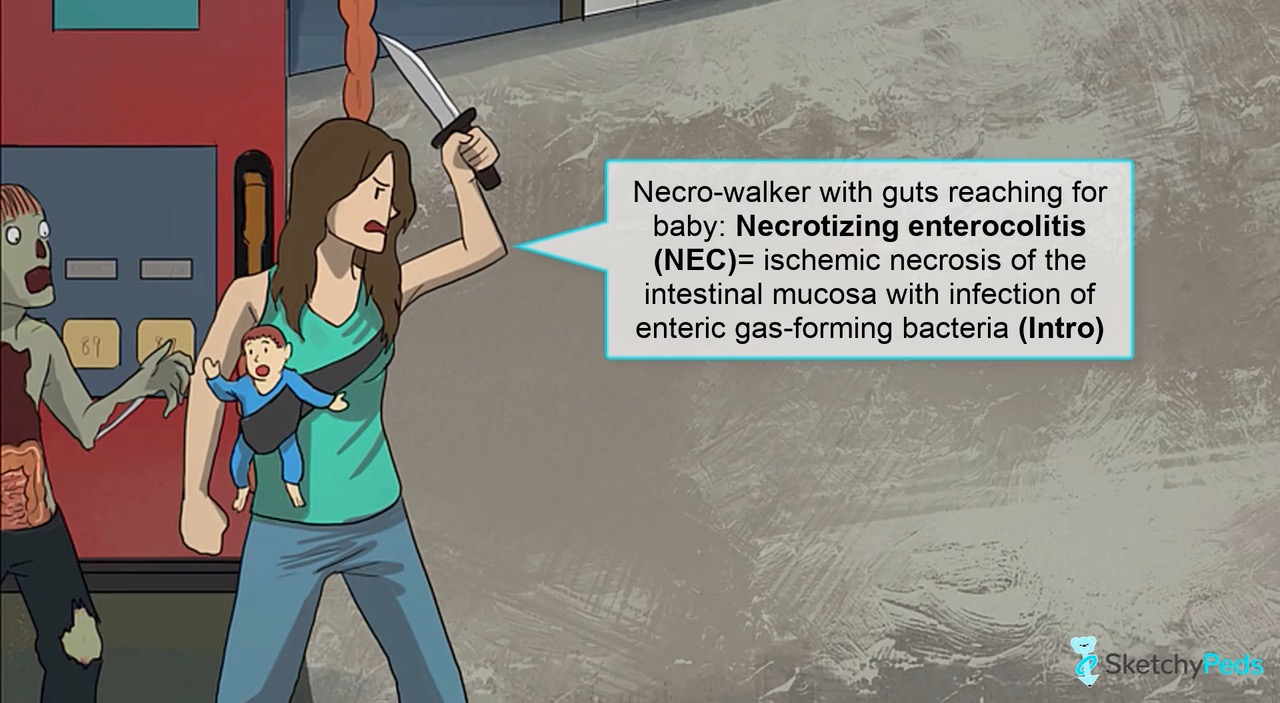 Necro-walker with guts reaching for
baby: Necrotizing enterocolitis
(NEC)= ischemic necrosis of the
intestinal mucosa with infection of
enteric gas-forming bacteria (Intro)
89
SketchyPeds